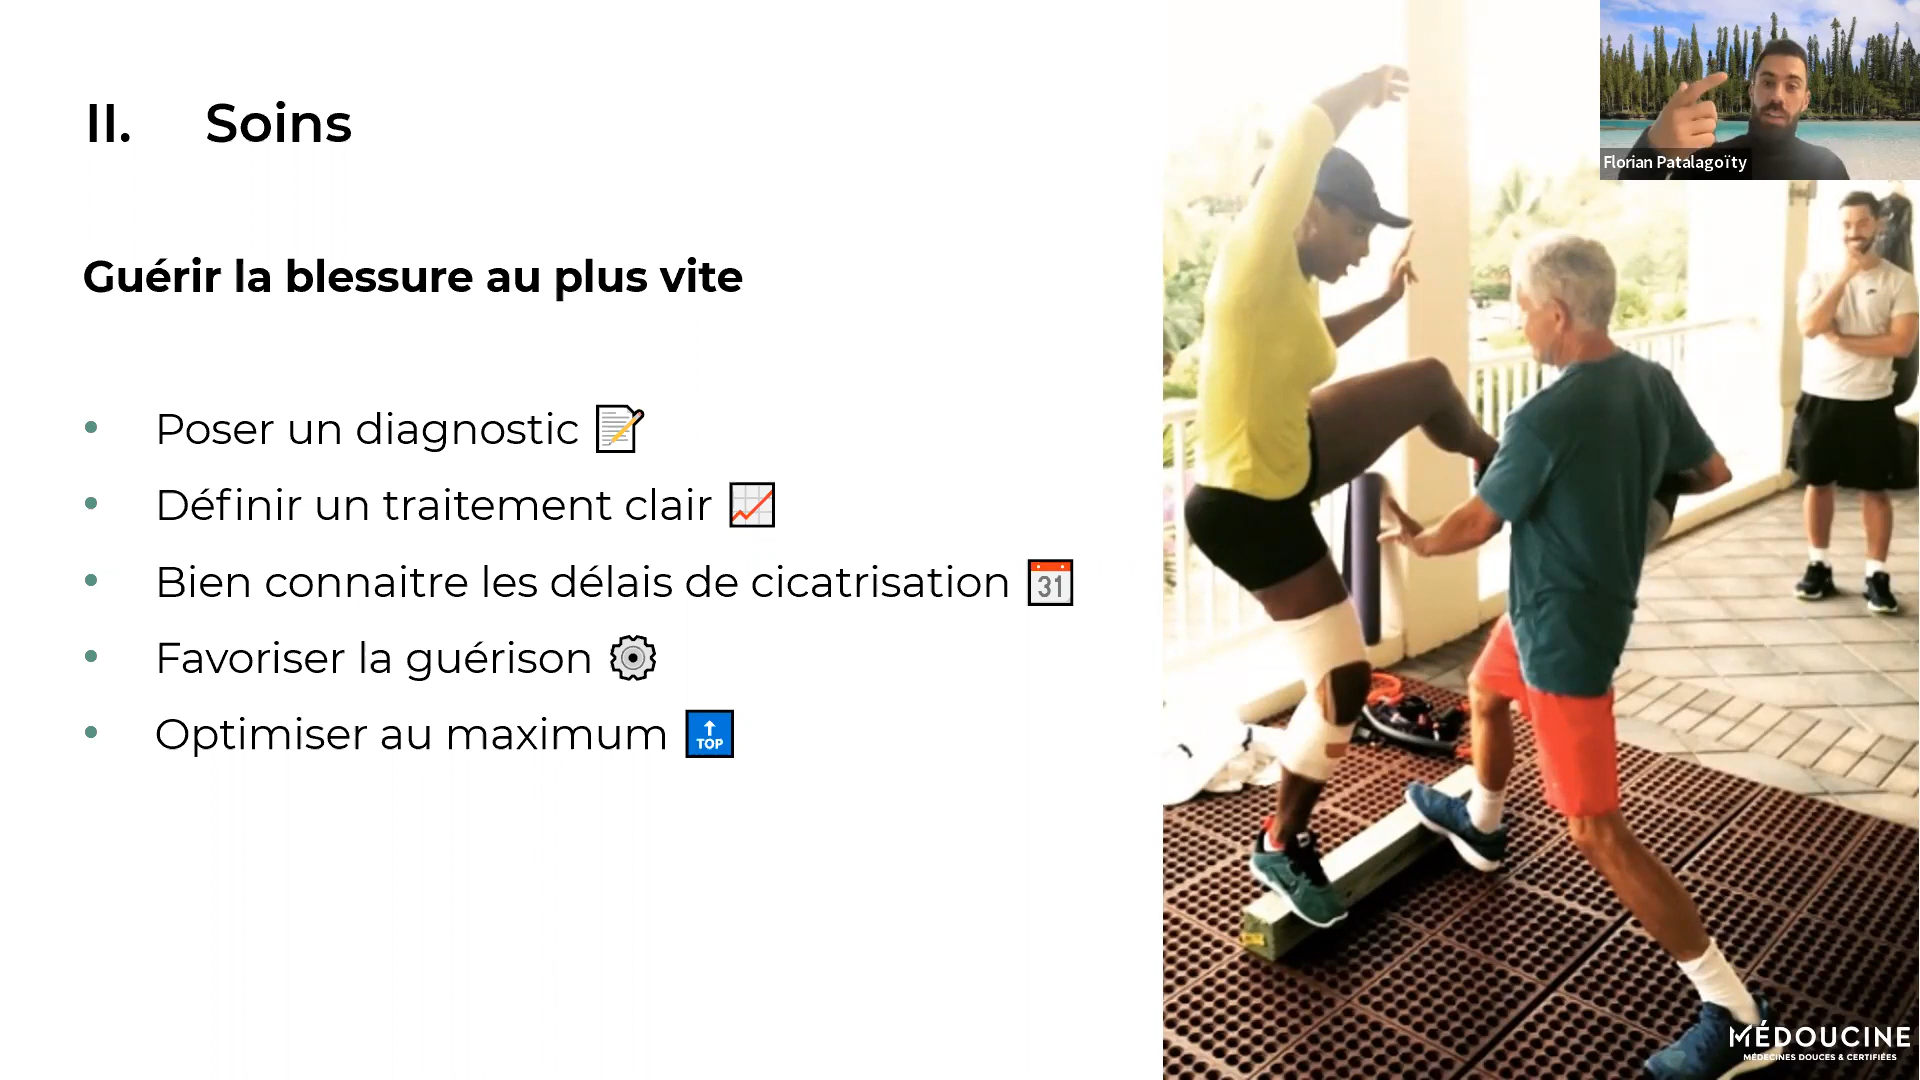 II. Soins
Guérir la blessure au plus vite
• Poser un diagnostic
• Définir un traitement clair
• Bien connaitre les délais de cicatrisation 31
• Favoriser la guérison
• Optimiser au maximum TOP
Florian Patalagoïty
MÉDOUCINE
MÉDECINES DOUCES & CERTIFIÉES